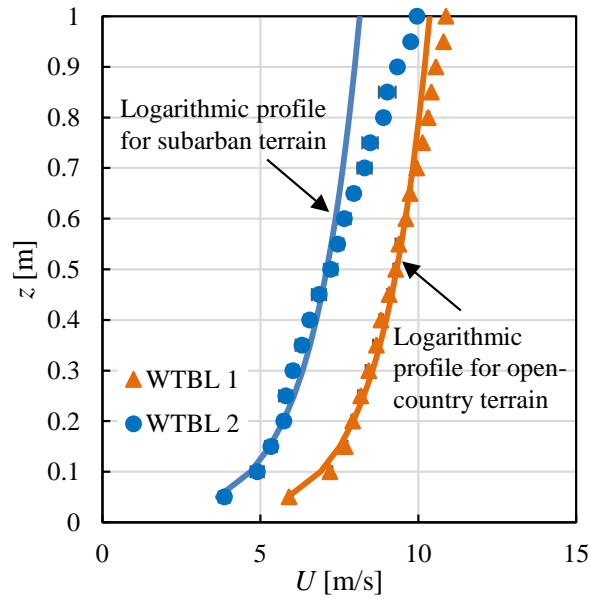 1
0.9
0.8
0.7
0.6
0.5
0.4
0.3
0.2
0.1
0
z [m]
Logarithmic profile
for subarban terrain
Logarithmic
profile for open-
country terrain
WTBL 1
WTBL 2
0 5 10 15
U [m/s]